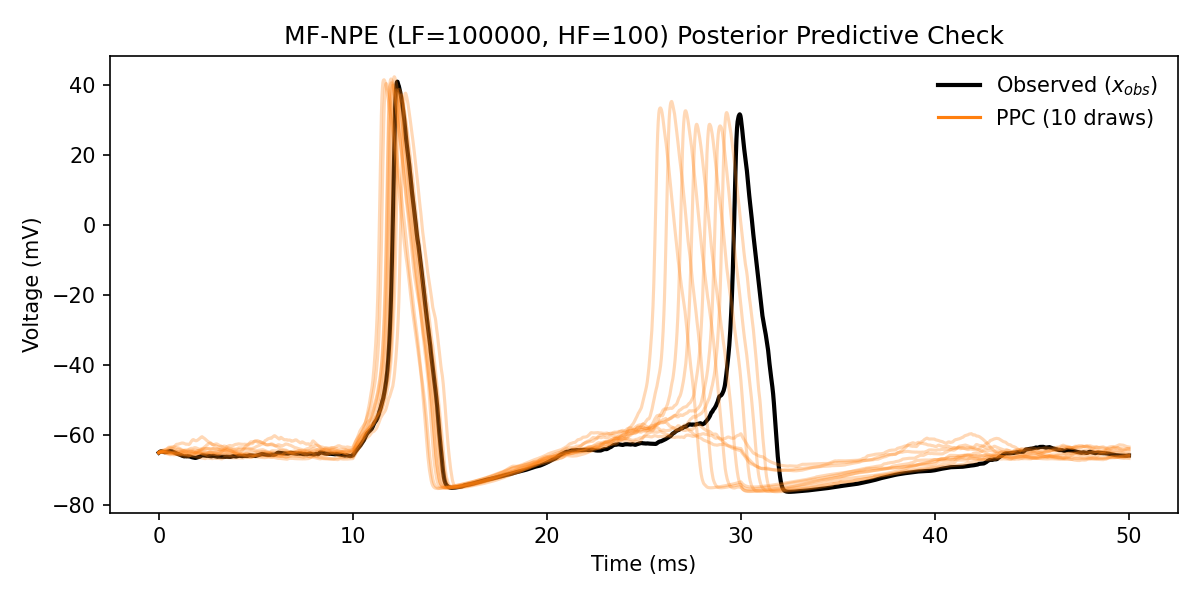 MF-NPE (LF=100000, HF=100) Posterior Predictive Check
Observed (x_obs)
PPC (10 draws)
Voltage (mV)
40
20
0
−20
−40
−60
−80
0 10 20 30 40 50
Time (ms)